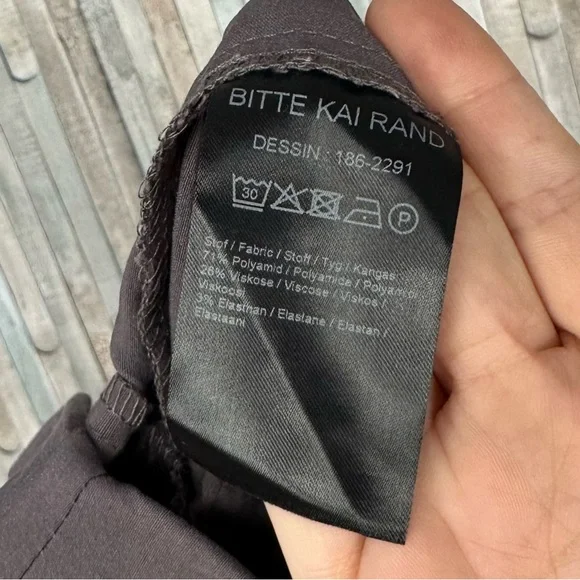 BITTE KAI RAND
DESSIN : 186-2291
30 P
Stof / Fabric / Stoff / Tyg / Kangas:
71% Polyamid / Polyamide / Polyamid /
26% Viskose / Viscose / Viskos /
Viskoosi
3% Elasthan / Elastane / Elastan /
Elastaani